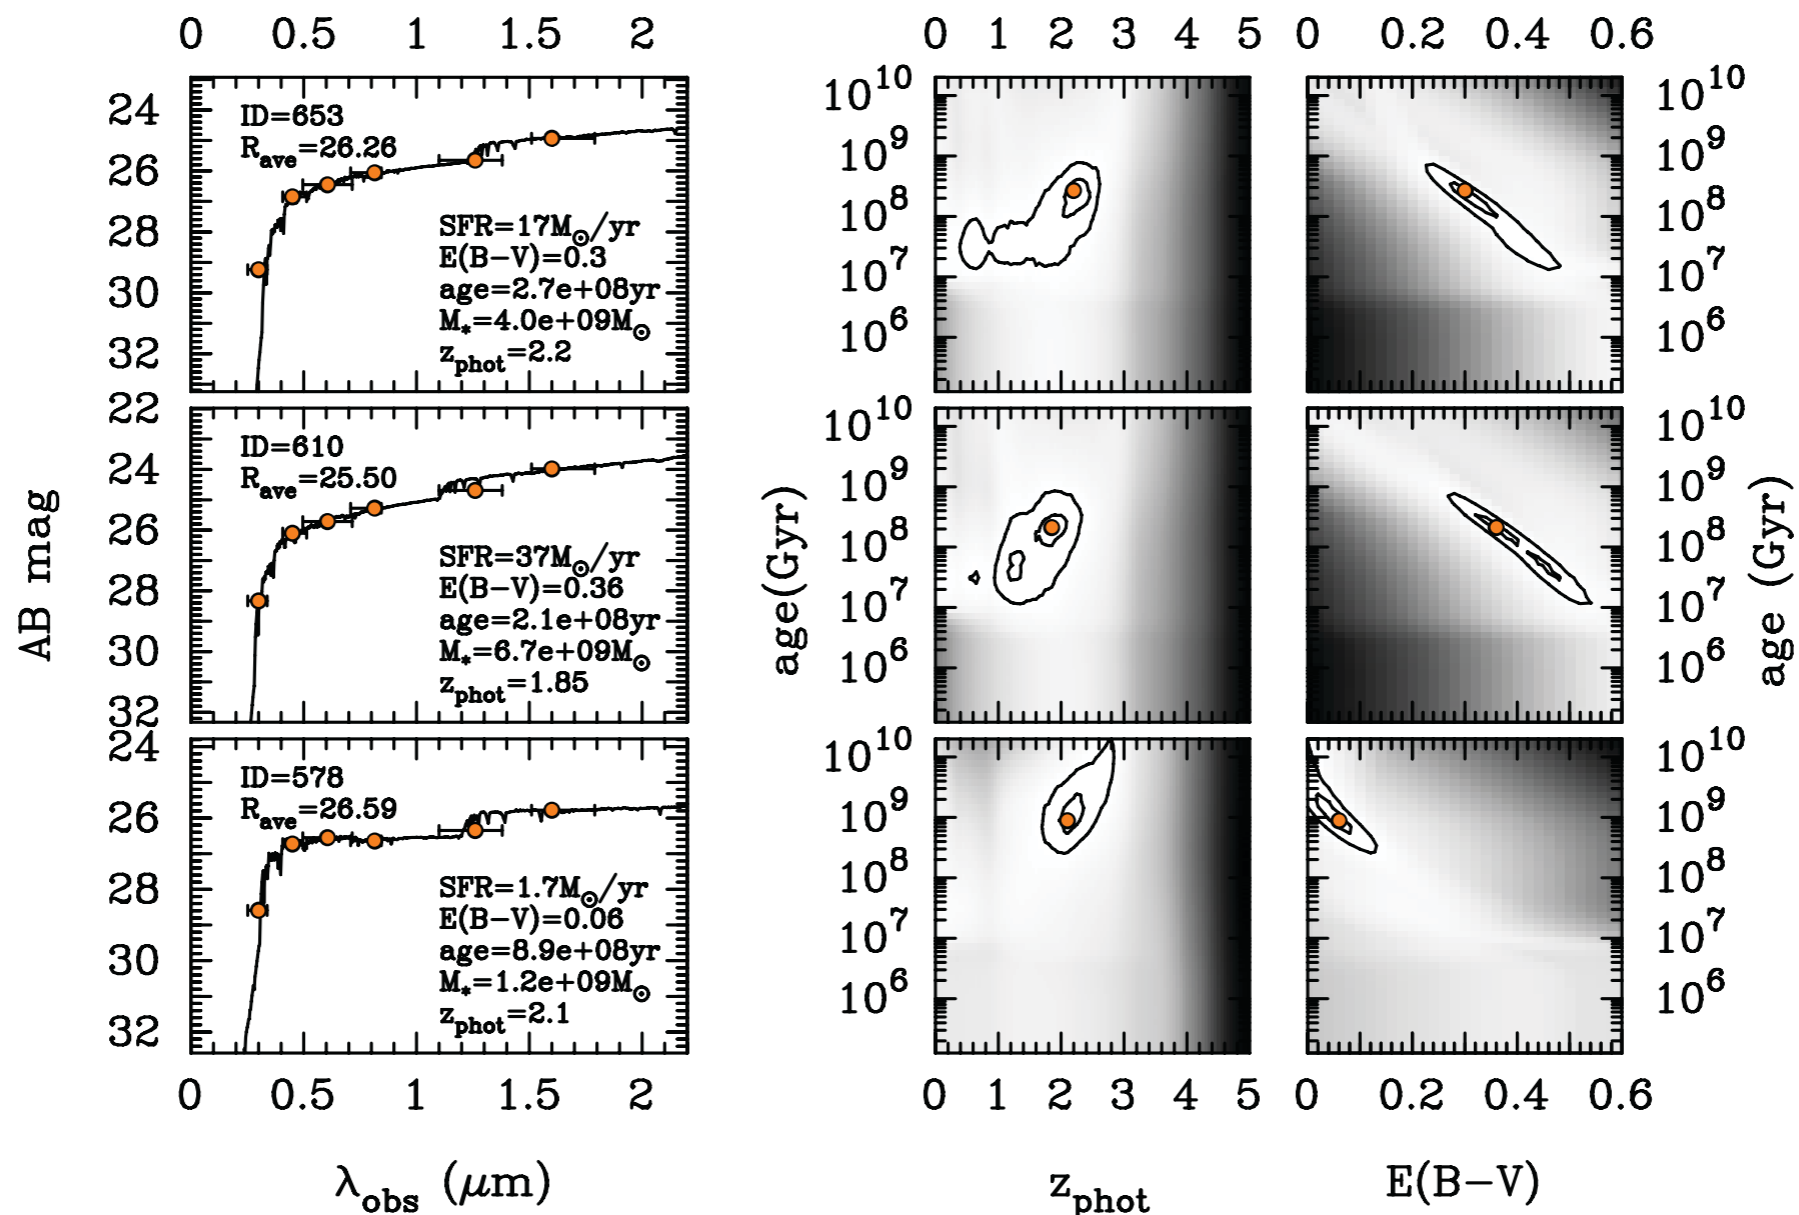 0 0.5 1 1.5 2
0 1 2 3 4 5
0 0.2 0.4 0.6
24
26
28
30
32
ID=653
R_ave=26.26
SFR=17M⊙/yr
E(B−V)=0.3
age=2.7e+08yr
M*=4.0e+09M⊙
z_phot=2.2
10^10
10^9
10^8
10^7
10^6
10^10
10^9
10^8
10^7
10^6
22
24
26
28
30
32
ID=610
R_ave=25.50
SFR=37M⊙/yr
E(B−V)=0.36
age=2.1e+08yr
M*=6.7e+09M⊙
z_phot=1.85
10^10
10^9
10^8
10^7
10^6
10^10
10^9
10^8
10^7
10^6
24
26
28
30
32
ID=578
R_ave=26.59
SFR=1.7M⊙/yr
E(B−V)=0.06
age=8.9e+08yr
M*=1.2e+09M⊙
z_phot=2.1
10^10
10^9
10^8
10^7
10^6
10^10
10^9
10^8
10^7
10^6
AB mag
age(Gyr)
age (Gyr)
0 0.5 1 1.5 2
0 1 2 3 4 5
0 0.2 0.4 0.6
λ_obs (μm)
z_phot
E(B−V)